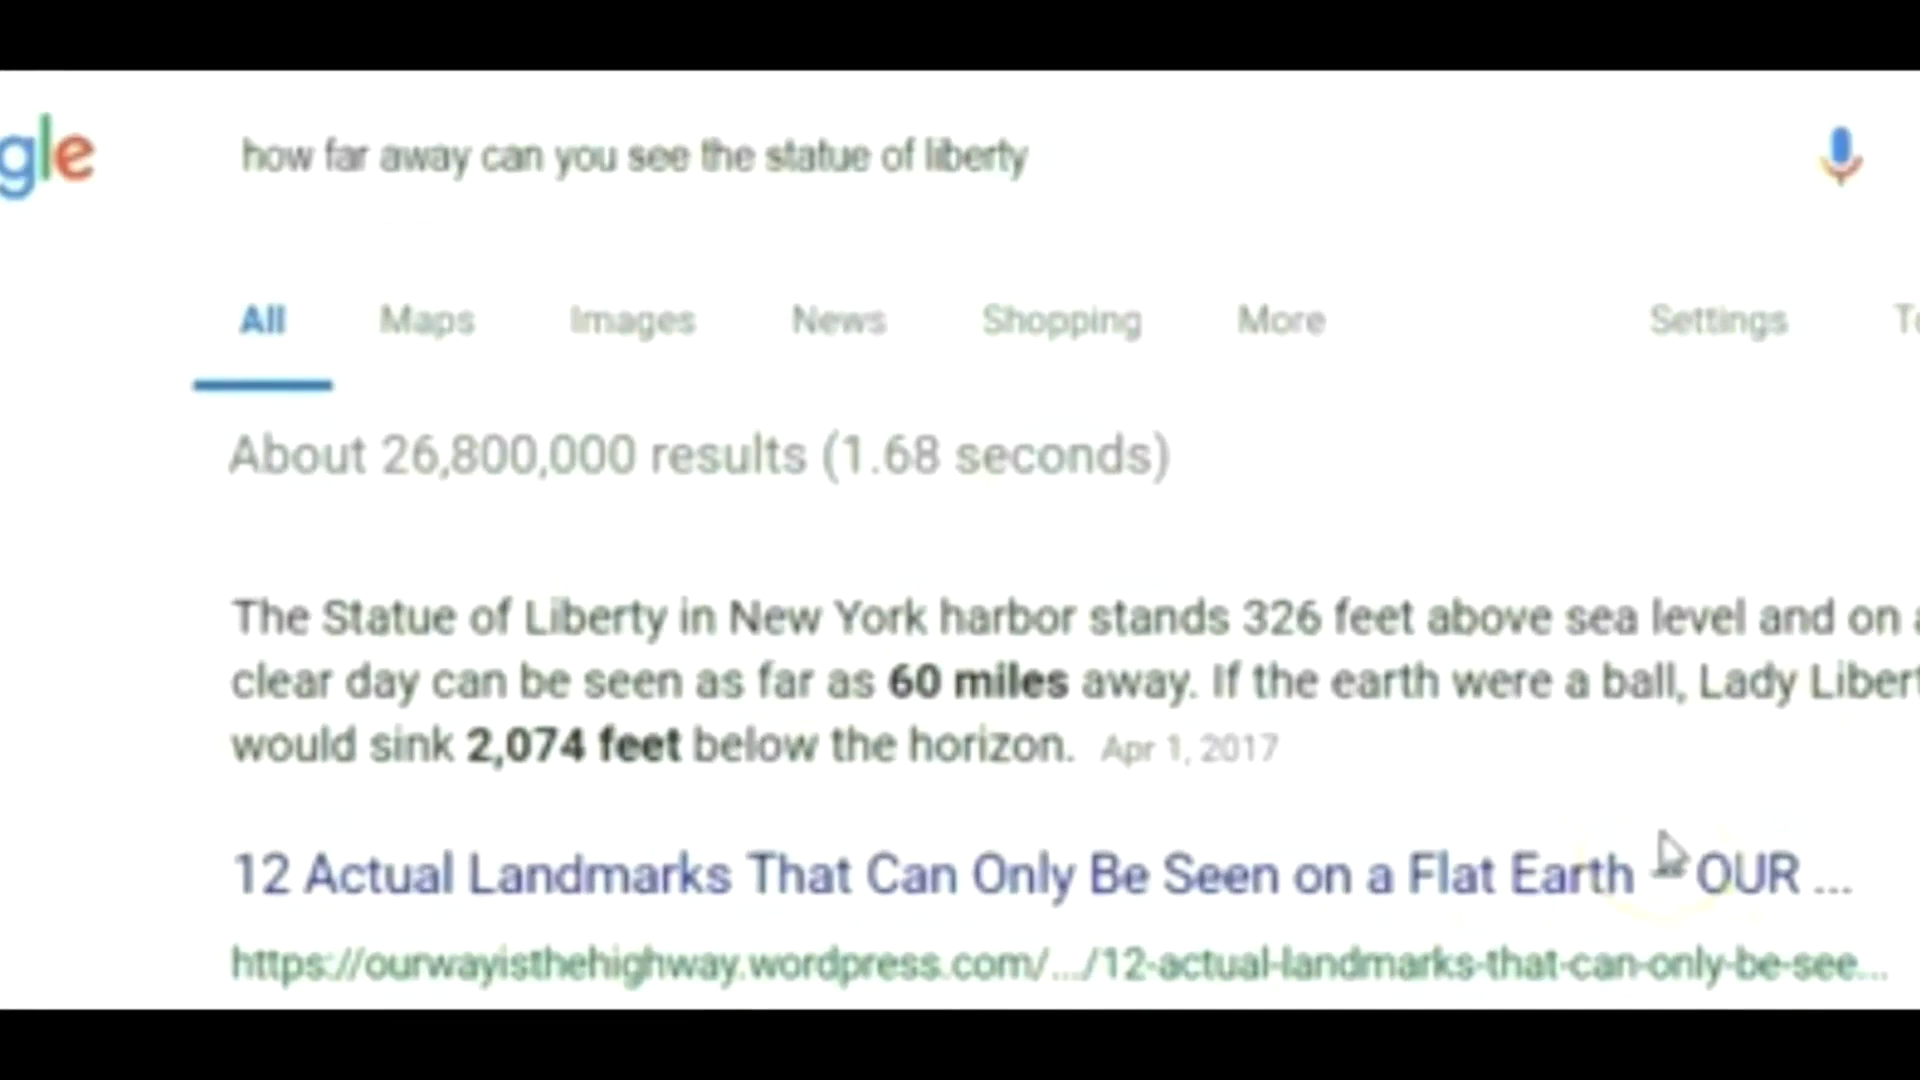 gle
how far away can you see the statue of liberty
All Maps Images News Shopping More Settings
About 26,800,000 results (1.68 seconds)
The Statue of Liberty in New York harbor stands 326 feet above sea level and on a
clear day can be seen as far as 60 miles away. If the earth were a ball, Lady Libert
would sink 2,074 feet below the horizon. Apr 1, 2017
12 Actual Landmarks That Can Only Be Seen on a Flat Earth – OUR ...
https://ourwayisthehighway.wordpress.com/.../12-actual-landmarks-that-can-only-be-see...